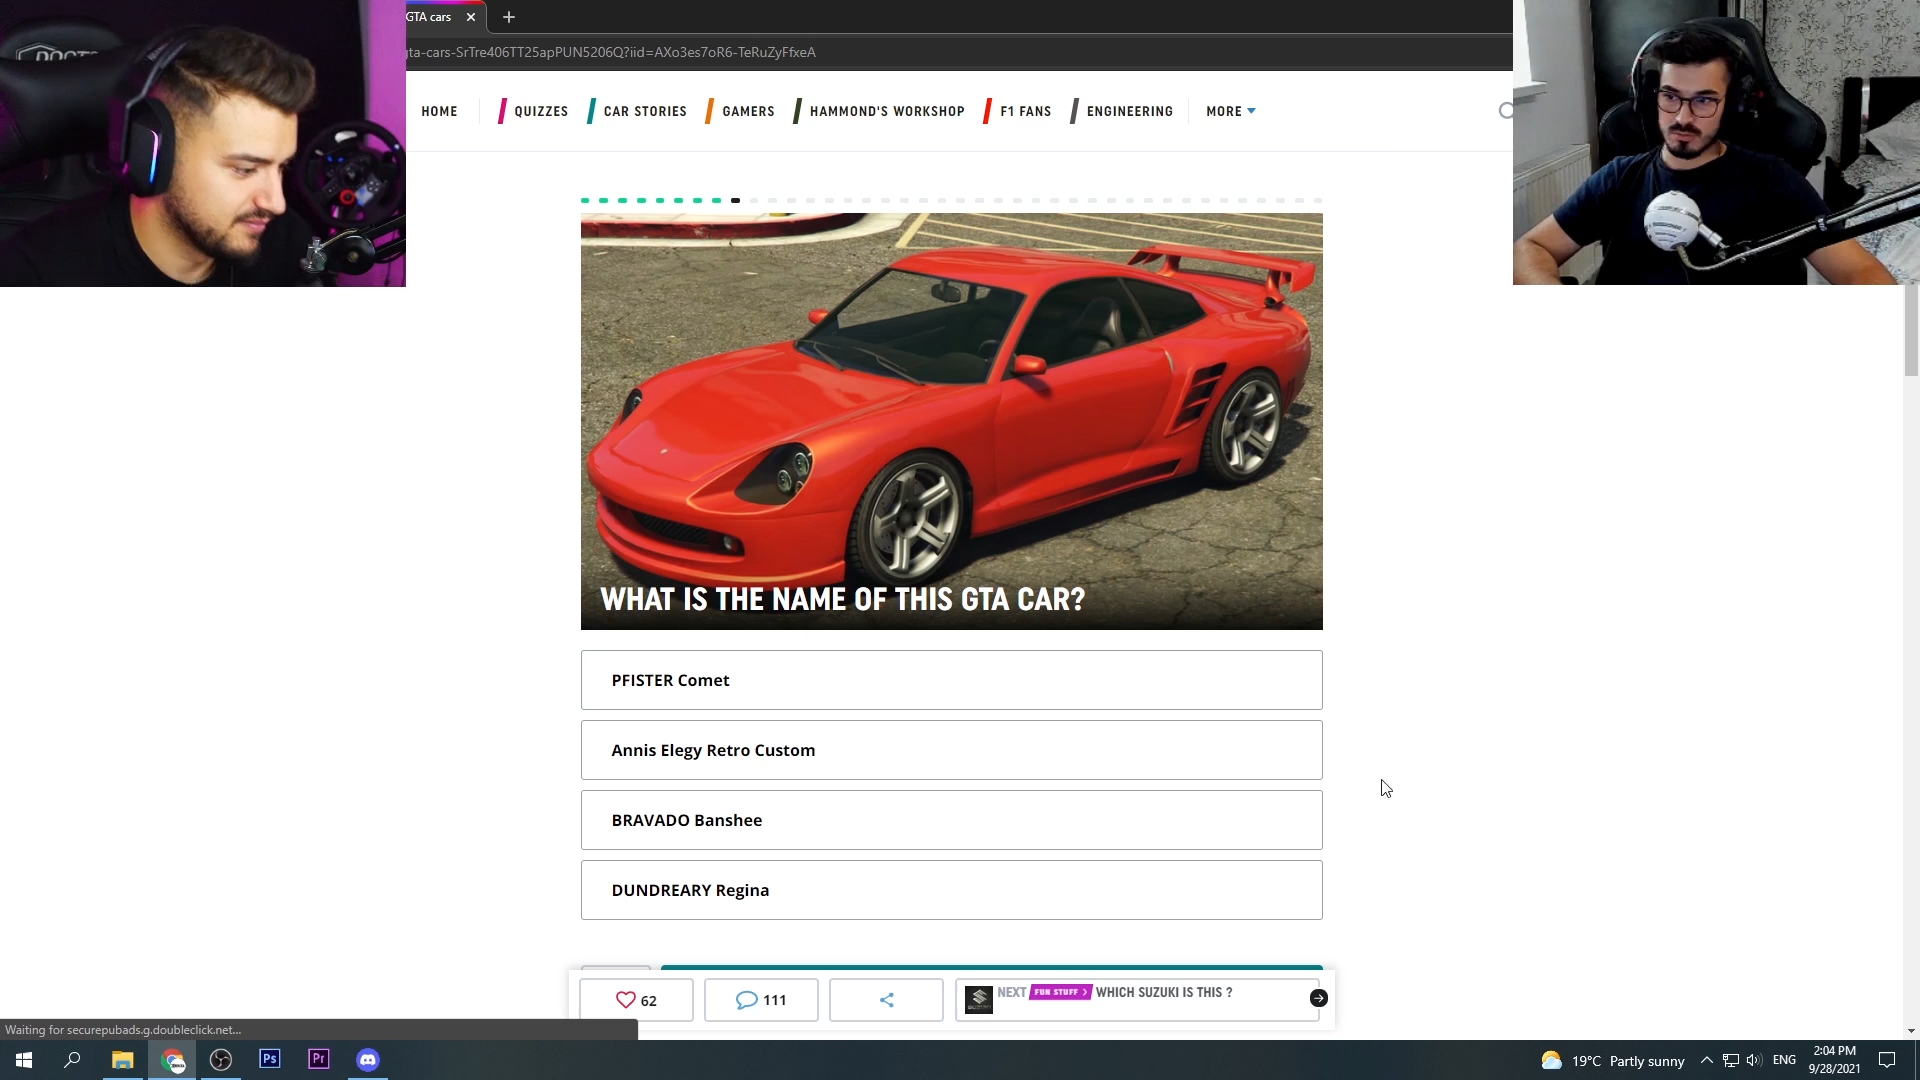 GTA cars
gta-cars-SrTre406TT25apPUN5206Q?iid=AXo3es7oR6-TeRuZyFfxeA
HOME QUIZZES CAR STORIES GAMERS HAMMOND'S WORKSHOP F1 FANS ENGINEERING MORE
WHAT IS THE NAME OF THIS GTA CAR?
PFISTER Comet
Annis Elegy Retro Custom
BRAVADO Banshee
DUNDREARY Regina
62 111 NEXT FUN STUFF > WHICH SUZUKI IS THIS ?
Waiting for securepubads.g.doubleclick.net...
Ps Pr 19°C Partly sunny ENG 2:04 PM
9/28/2021